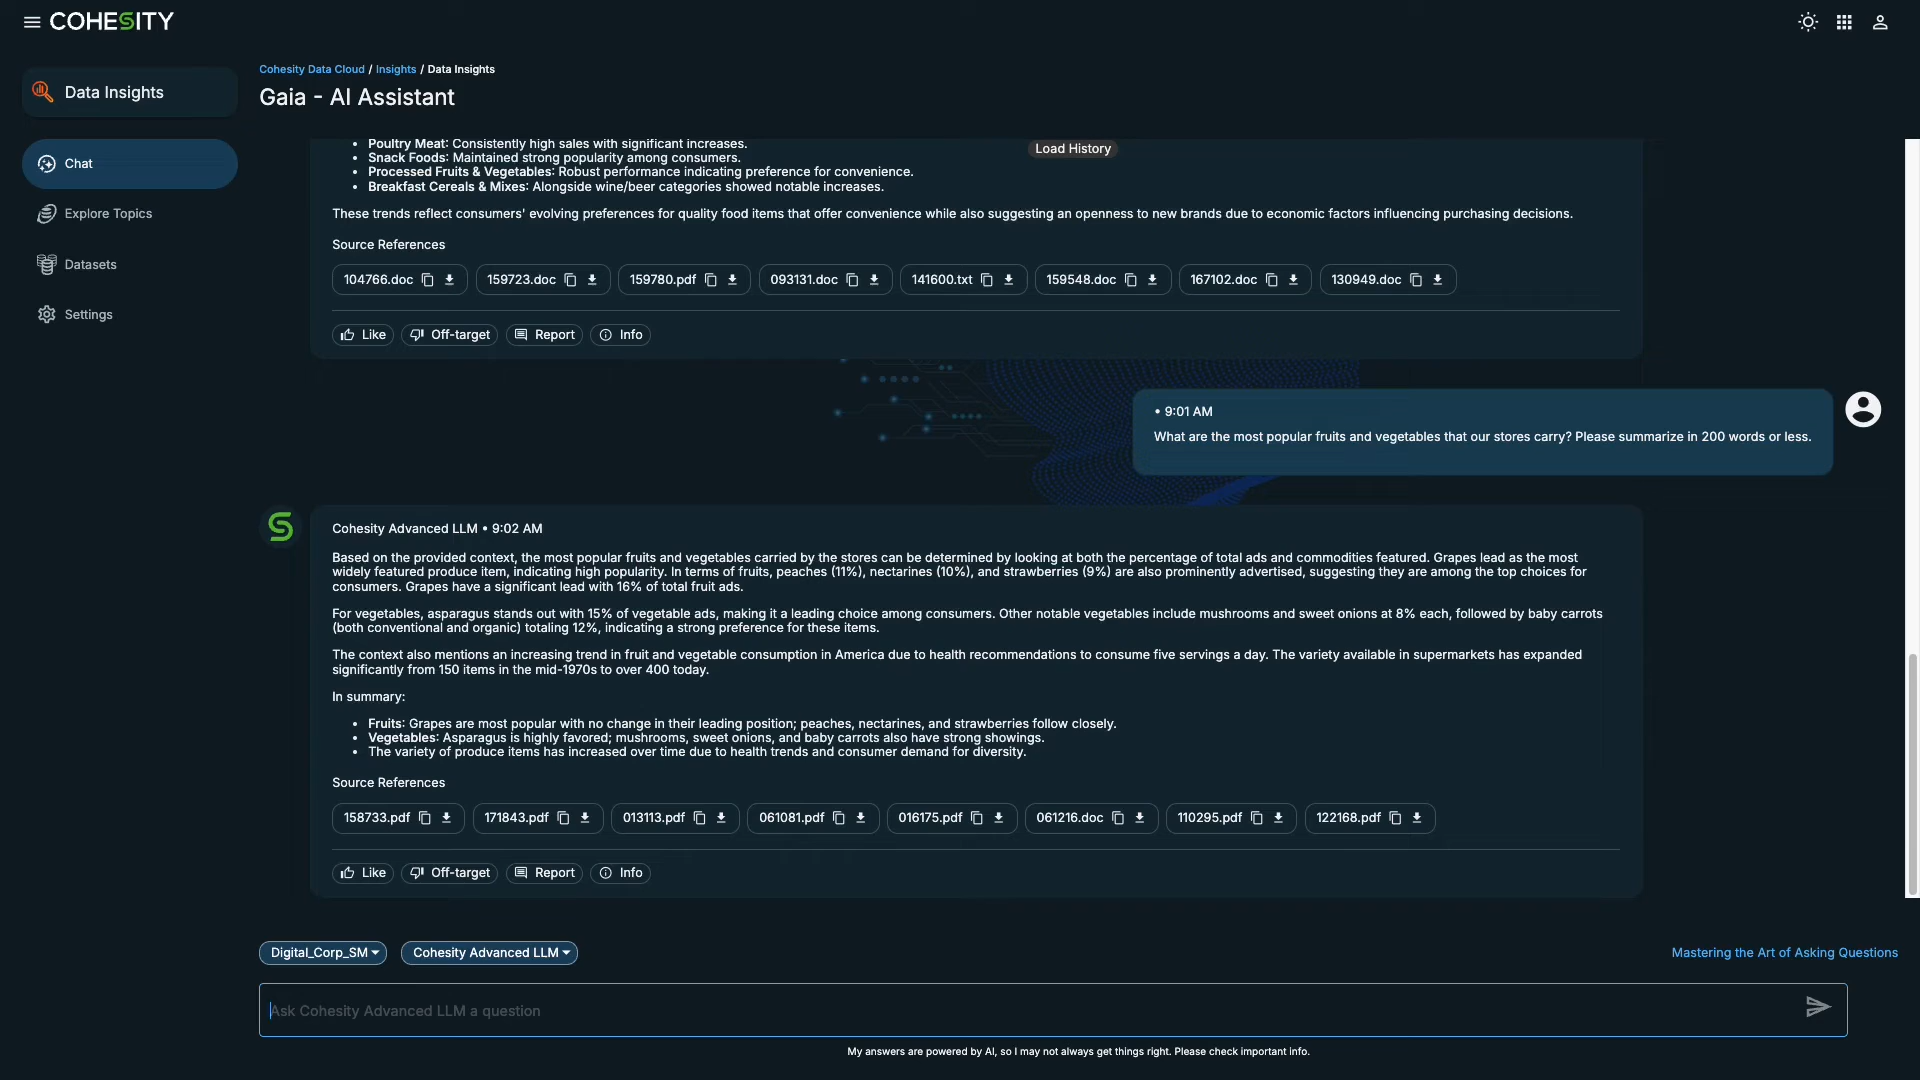 COHESITY
Data Insights
Chat
Explore Topics
Datasets
Settings
Cohesity Data Cloud / Insights / Data Insights
Gaia - AI Assistant
Load History
• Poultry Meat: Consistently high sales with significant increases.
• Snack Foods: Maintained strong popularity among consumers.
• Processed Fruits & Vegetables: Robust performance indicating preference for convenience.
• Breakfast Cereals & Mixes: Alongside wine/beer categories showed notable increases.
These trends reflect consumers' evolving preferences for quality food items that offer convenience while also suggesting an openness to new brands due to economic factors influencing purchasing decisions.
Source References
104766.doc 159723.doc 159780.pdf 093131.doc 141600.txt 159548.doc 167102.doc 130949.doc
Like Off-target Report Info
• 9:01 AM
What are the most popular fruits and vegetables that our stores carry? Please summarize in 200 words or less.
Cohesity Advanced LLM • 9:02 AM
Based on the provided context, the most popular fruits and vegetables carried by the stores can be determined by looking at both the percentage of total ads and commodities featured. Grapes lead as the most
widely featured produce item, indicating high popularity. In terms of fruits, peaches (11%), nectarines (10%), and strawberries (9%) are also prominently advertised, suggesting they are among the top choices for
consumers. Grapes have a significant lead with 16% of total fruit ads.
For vegetables, asparagus stands out with 15% of vegetable ads, making it a leading choice among consumers. Other notable vegetables include mushrooms and sweet onions at 8% each, followed by baby carrots
(both conventional and organic) totaling 12%, indicating a strong preference for these items.
The context also mentions an increasing trend in fruit and vegetable consumption in America due to health recommendations to consume five servings a day. The variety available in supermarkets has expanded
significantly from 150 items in the mid-1970s to over 400 today.
In summary:
• Fruits: Grapes are most popular with no change in their leading position; peaches, nectarines, and strawberries follow closely.
• Vegetables: Asparagus is highly favored; mushrooms, sweet onions, and baby carrots also have strong showings.
• The variety of produce items has increased over time due to health trends and consumer demand for diversity.
Source References
158733.pdf 171843.pdf 013113.pdf 061081.pdf 016175.pdf 061216.doc 110295.pdf 122168.pdf
Like Off-target Report Info
Digital_Corp_SM Cohesity Advanced LLM
Mastering the Art of Asking Questions
Ask Cohesity Advanced LLM a question
My answers are powered by AI, so I may not always get things right. Please check important info.